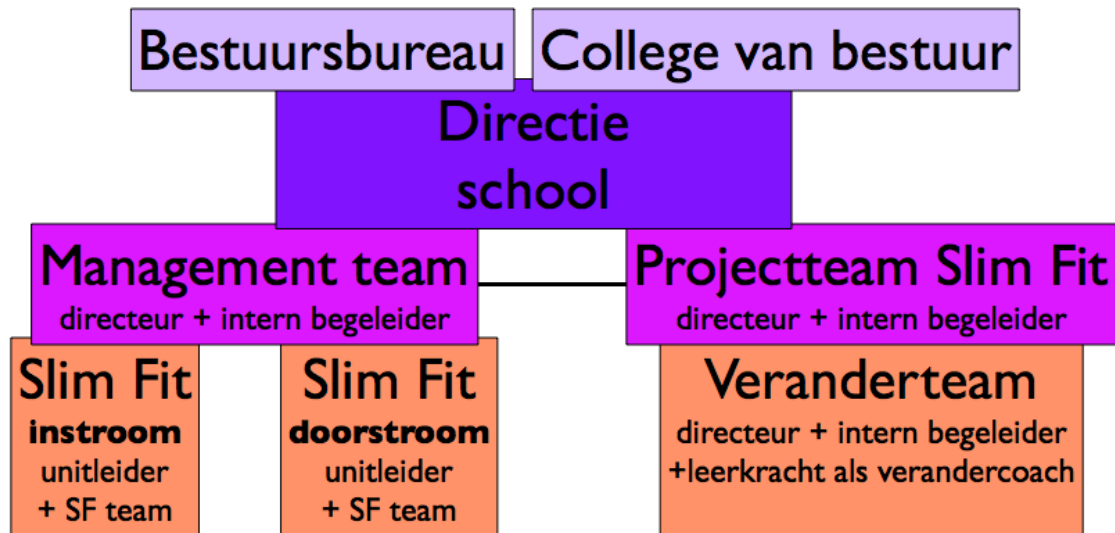 Bestuursbureau
College van bestuur
Directie
school
Management team
directeur + intern begeleider
Projectteam Slim Fit
directeur + intern begeleider
Slim Fit
instroom
unitleider
+ SF team
Slim Fit
doorstroom
unitleider
+ SF team
Veranderteam
directeur + intern begeleider
+leerkracht als verandercoach